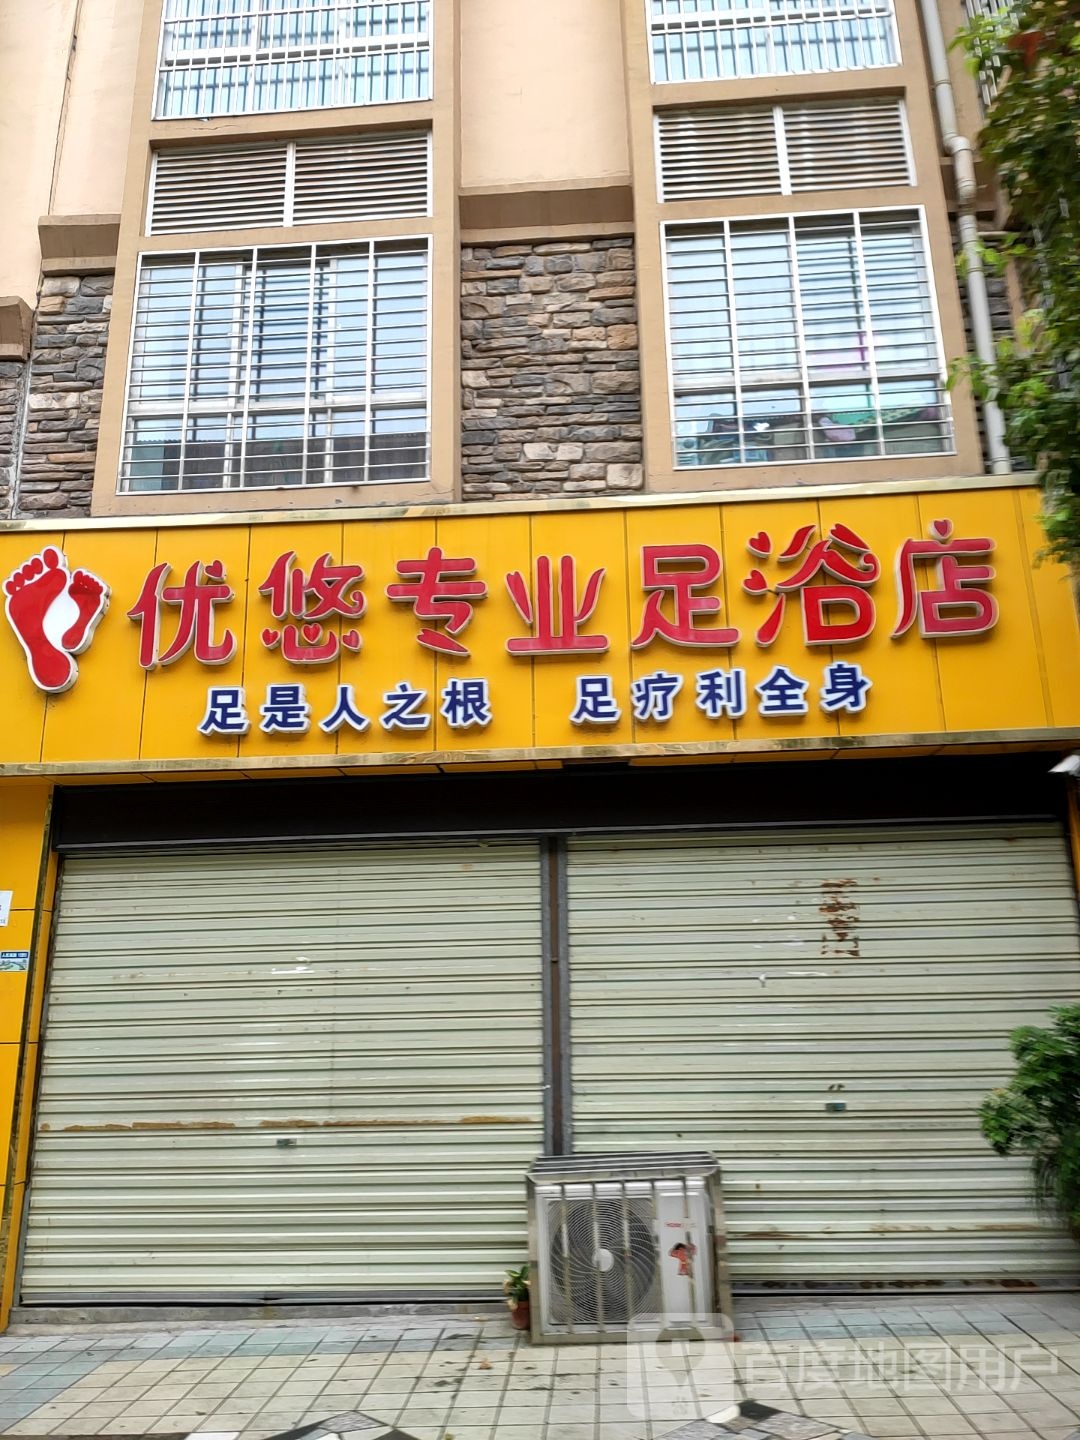 优悠专业足浴店
足是人之根 足疗利全身
百度地图用户